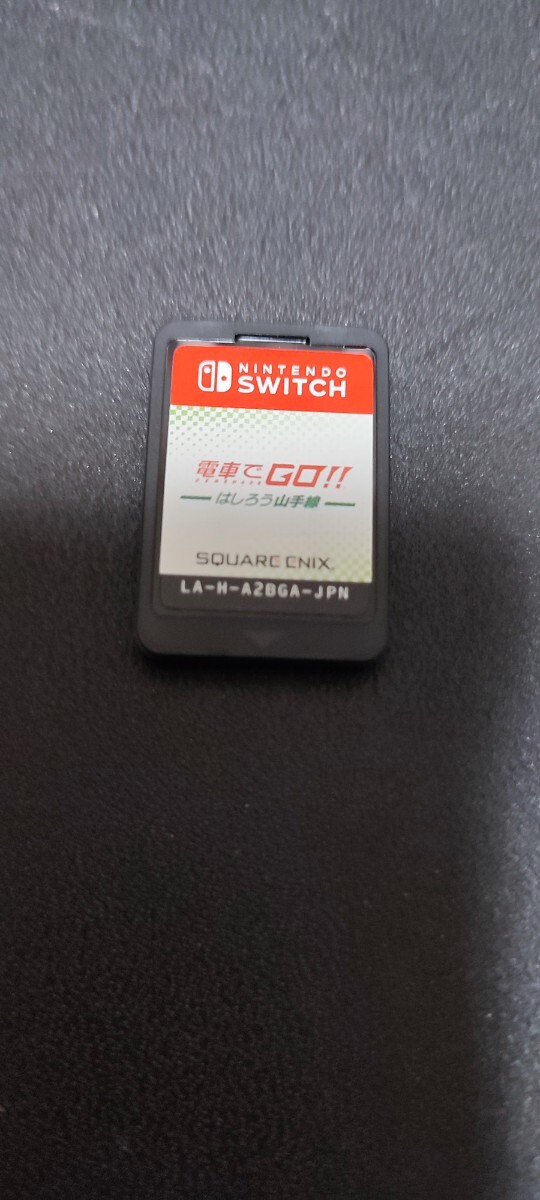 NINTENDO
SWITCH
電車でGO!!
はしろう山手線
SQUARE ENIX.
LA-H-A2BGA-JPN